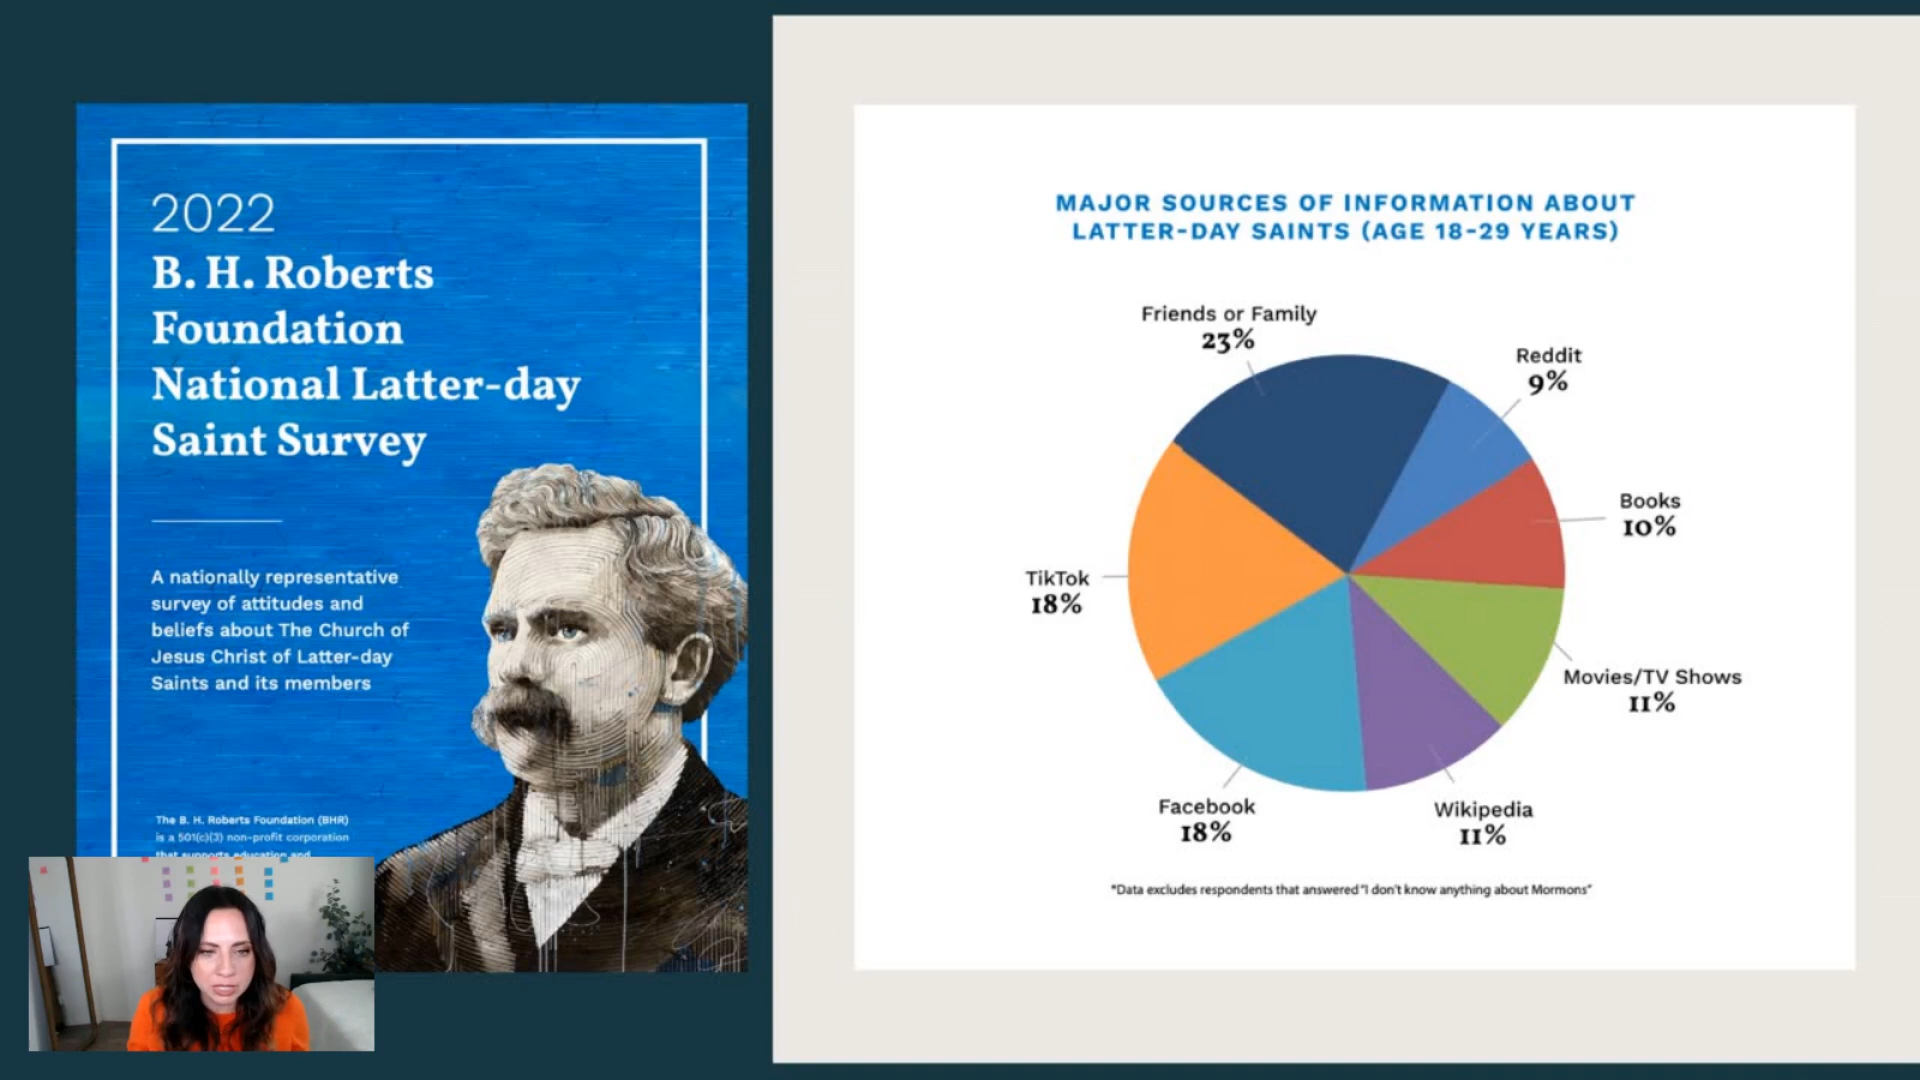 2022
B. H. Roberts
Foundation
National Latter-day
Saint Survey
A nationally representative
survey of attitudes and
beliefs about The Church of
Jesus Christ of Latter-day
Saints and its members
The B. H. Roberts Foundation (BHR)
is a 501(c)(3) non-profit corporation
that supports education and
MAJOR SOURCES OF INFORMATION ABOUT
LATTER-DAY SAINTS (AGE 18-29 YEARS)
Friends or Family
23%
Reddit
9%
Books
10%
TikTok
18%
Movies/TV Shows
11%
Facebook
18%
Wikipedia
11%
*Data excludes respondents that answered "I don't know anything about Mormons"